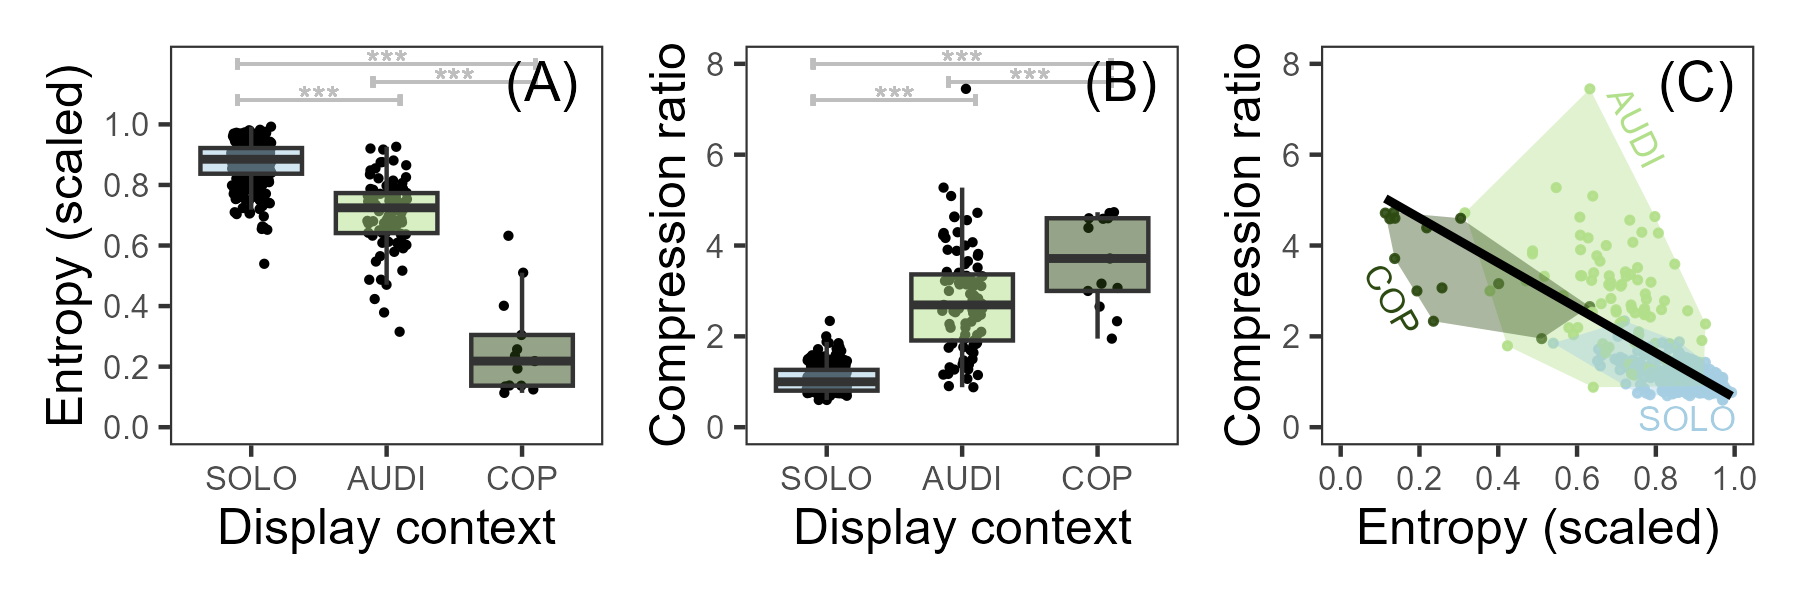 Entropy (scaled)
1.0
0.8
0.6
0.4
0.2
0.0
***
***
***
(A)
SOLO AUDI COP
Display context
Compression ratio
8
6
4
2
0
***
***
***
(B)
SOLO AUDI COP
Display context
Compression ratio
8
6
4
2
0
(C)
AUDI
COP
SOLO
0.0 0.2 0.4 0.6 0.8 1.0
Entropy (scaled)